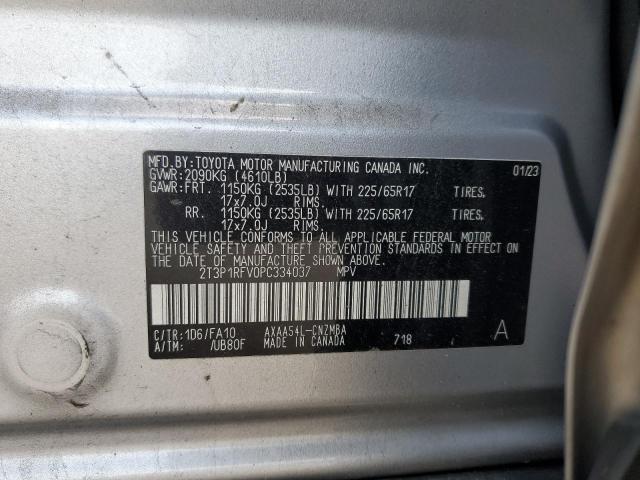 MFD.BY:TOYOTA MOTOR MANUFACTURING CANADA INC. 01/23
GVWR:2090KG (4610LB)
GAWR:FRT. 1150KG (2535LB) WITH 225/65R17 TIRES,
17x7.0J RIMS.
RR. 1150KG (2535LB) WITH 225/65R17 TIRES,
17x7.0J RIMS.
THIS VEHICLE CONFORMS TO ALL APPLICABLE FEDERAL MOTOR
VEHICLE SAFETY AND THEFT PREVENTION STANDARDS IN EFFECT ON
THE DATE OF MANUFACTURE SHOWN ABOVE.
2T3P1RFV0PC334037 MPV
C/TR:1D6/FA10 AXAA54L-CNZMBA A
A/TM: /UB80F MADE IN CANADA 718